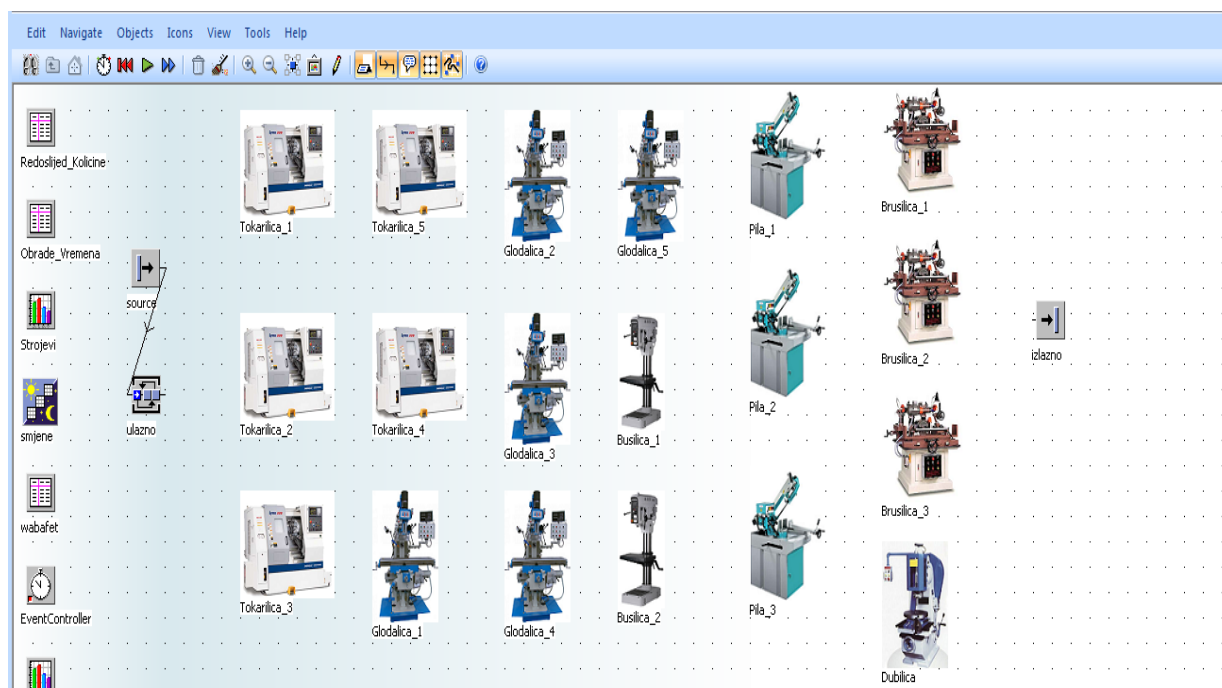 Edit Navigate Objects Icons View Tools Help
Redoslijed_Kolicine
Obrade_Vremena
Strojevi
smjene
wabafet
EventController
source
ulazno
Tokarilica_1
Tokarilica_5
Glodalica_2
Glodalica_5
Pila_1
Brusilica_1
Tokarilica_2
Tokarilica_4
Glodalica_3
Busilica_1
Pila_2
Brusilica_2
izlazno
Tokarilica_3
Glodalica_1
Glodalica_4
Busilica_2
Pila_3
Brusilica_3
Dubilica